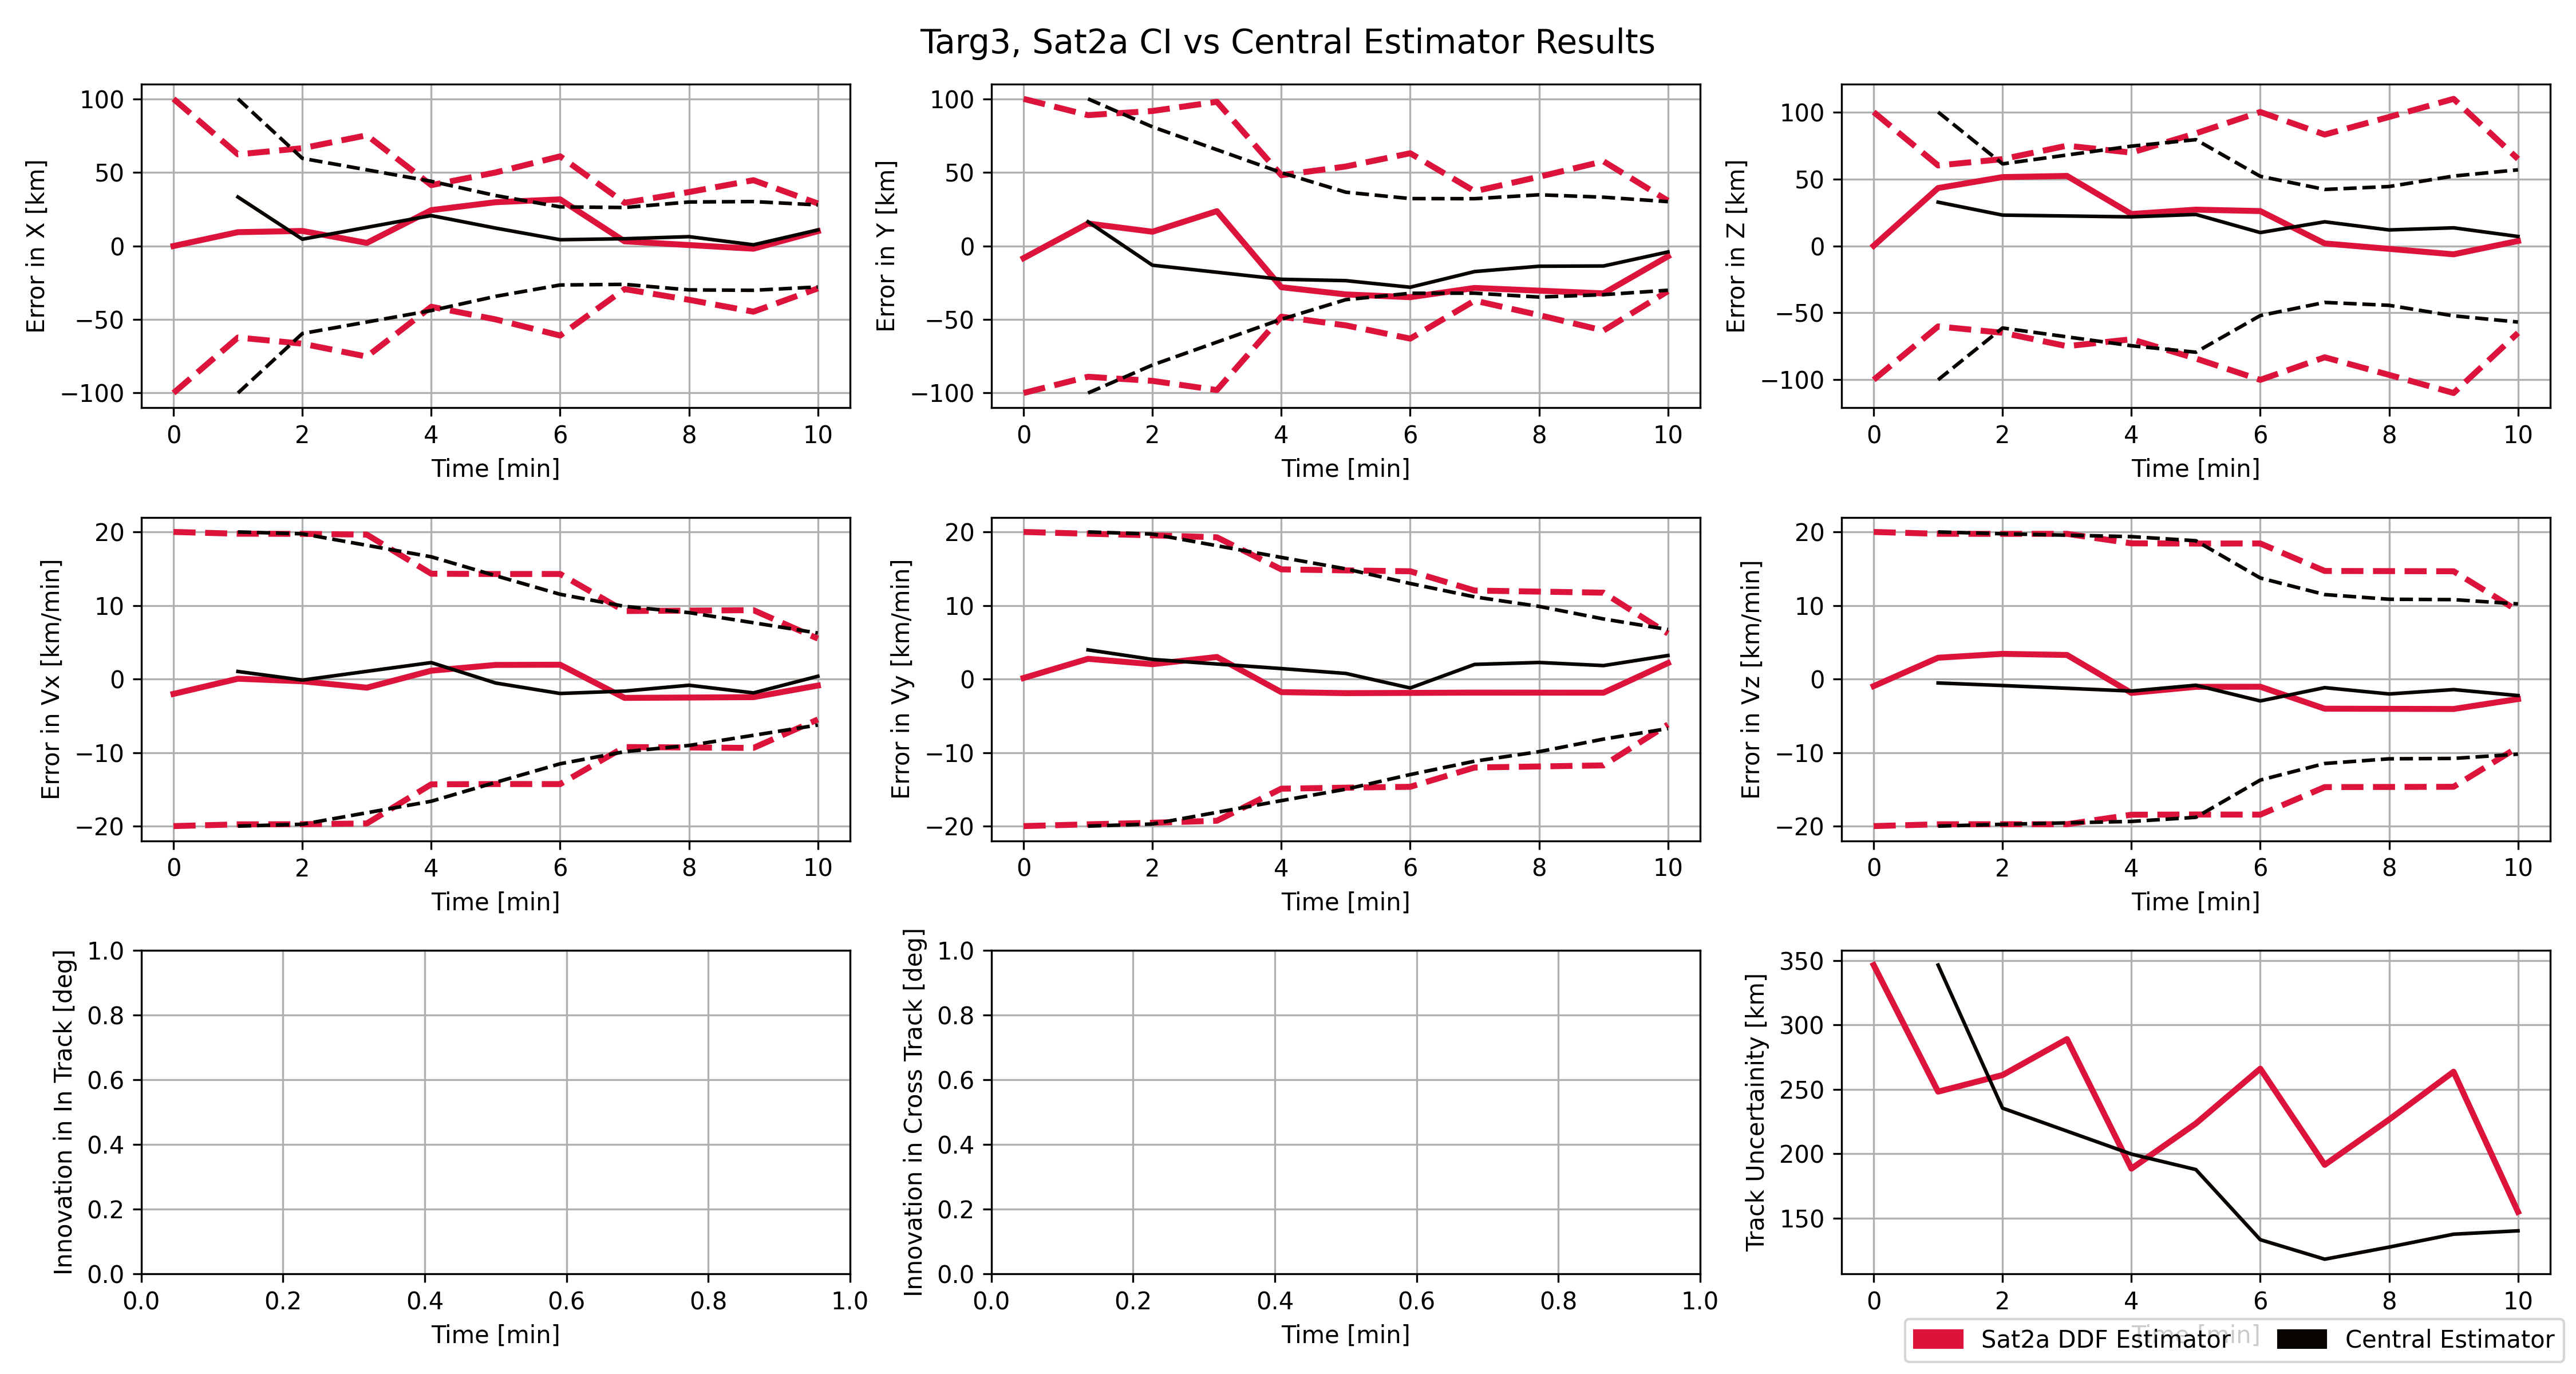 Targ3, Sat2a CI vs Central Estimator Results
Error in X [km]
100
50
0
−50
−100
0 2 4 6 8 10
Time [min]
Error in Y [km]
100
50
0
−50
−100
0 2 4 6 8 10
Time [min]
Error in Z [km]
100
50
0
−50
−100
0 2 4 6 8 10
Time [min]
Error in Vx [km/min]
20
10
0
−10
−20
0 2 4 6 8 10
Time [min]
Error in Vy [km/min]
20
10
0
−10
−20
0 2 4 6 8 10
Time [min]
Error in Vz [km/min]
20
10
0
−10
−20
0 2 4 6 8 10
Time [min]
Innovation in In Track [deg]
1.0
0.8
0.6
0.4
0.2
0.0
0.0 0.2 0.4 0.6 0.8 1.0
Time [min]
Innovation in Cross Track [deg]
1.0
0.8
0.6
0.4
0.2
0.0
0.0 0.2 0.4 0.6 0.8 1.0
Time [min]
Track Uncertainity [km]
350
300
250
200
150
0 2 4 6 8 10
Time [min]
Sat2a DDF Estimator Central Estimator